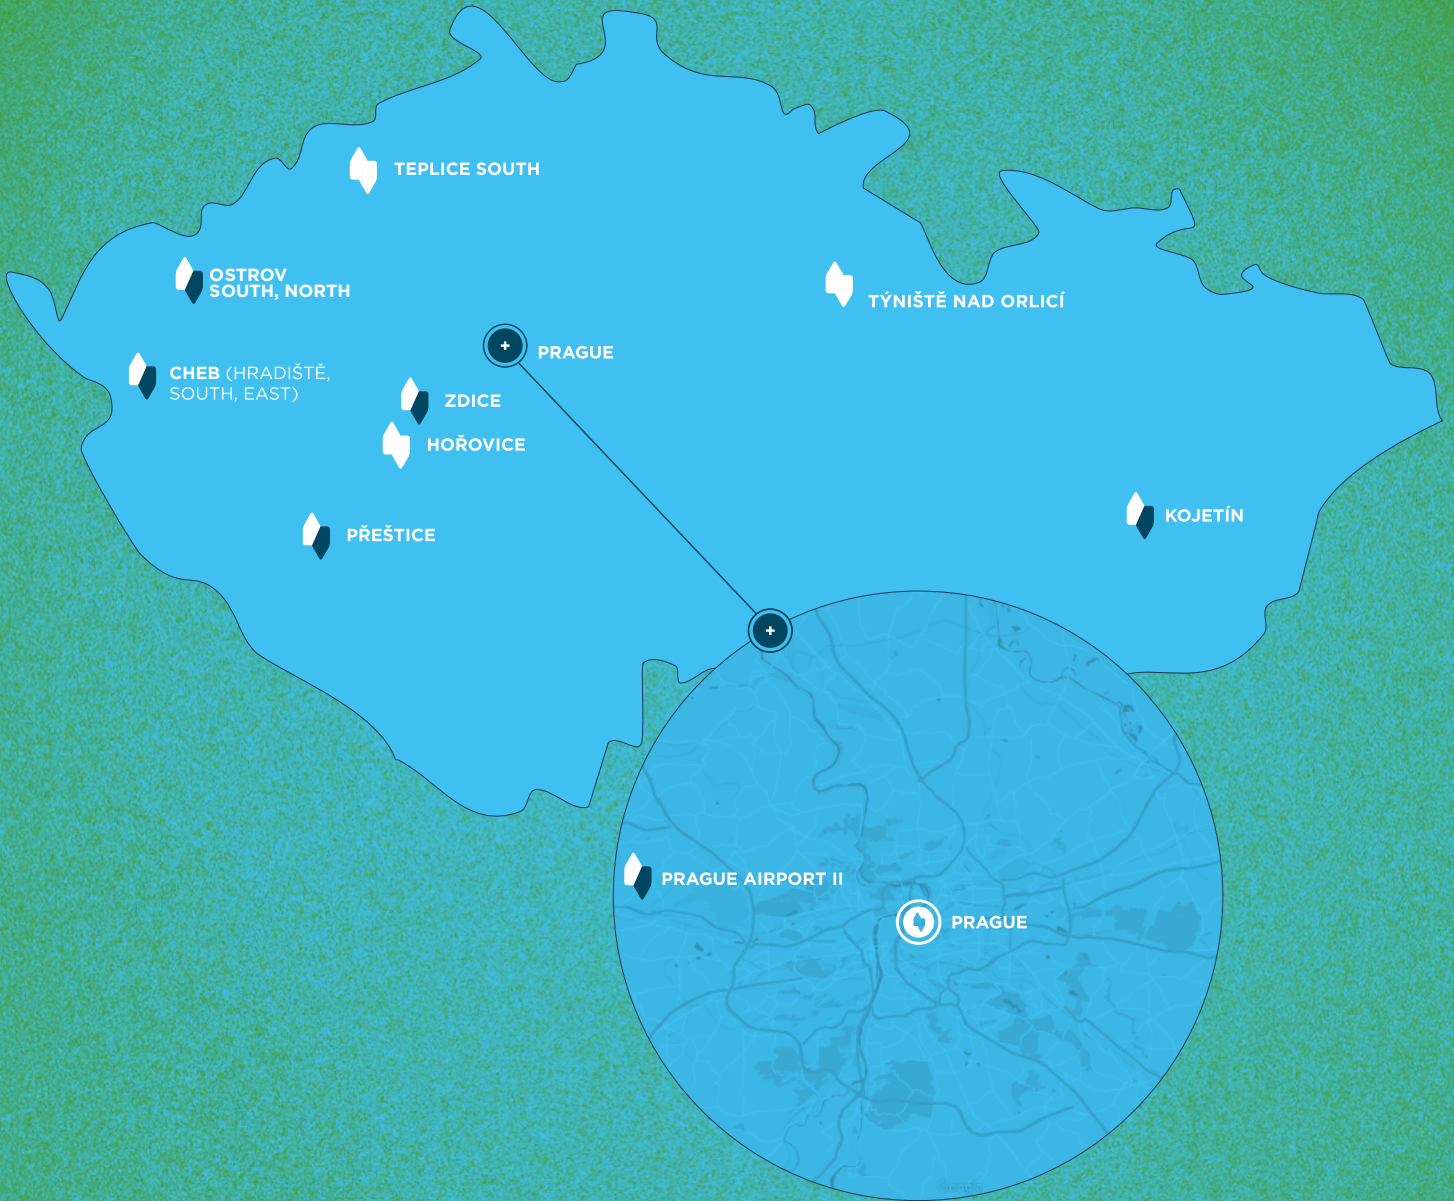 TEPLICE SOUTH
OSTROV
SOUTH, NORTH
TÝNIŠTĚ NAD ORLICÍ
PRAGUE
CHEB (HRADIŠTĚ,
SOUTH, EAST)
ZDICE
HOŘOVICE
PŘEŠTICE
KOJETÍN
PRAGUE AIRPORT II
PRAGUE
Google